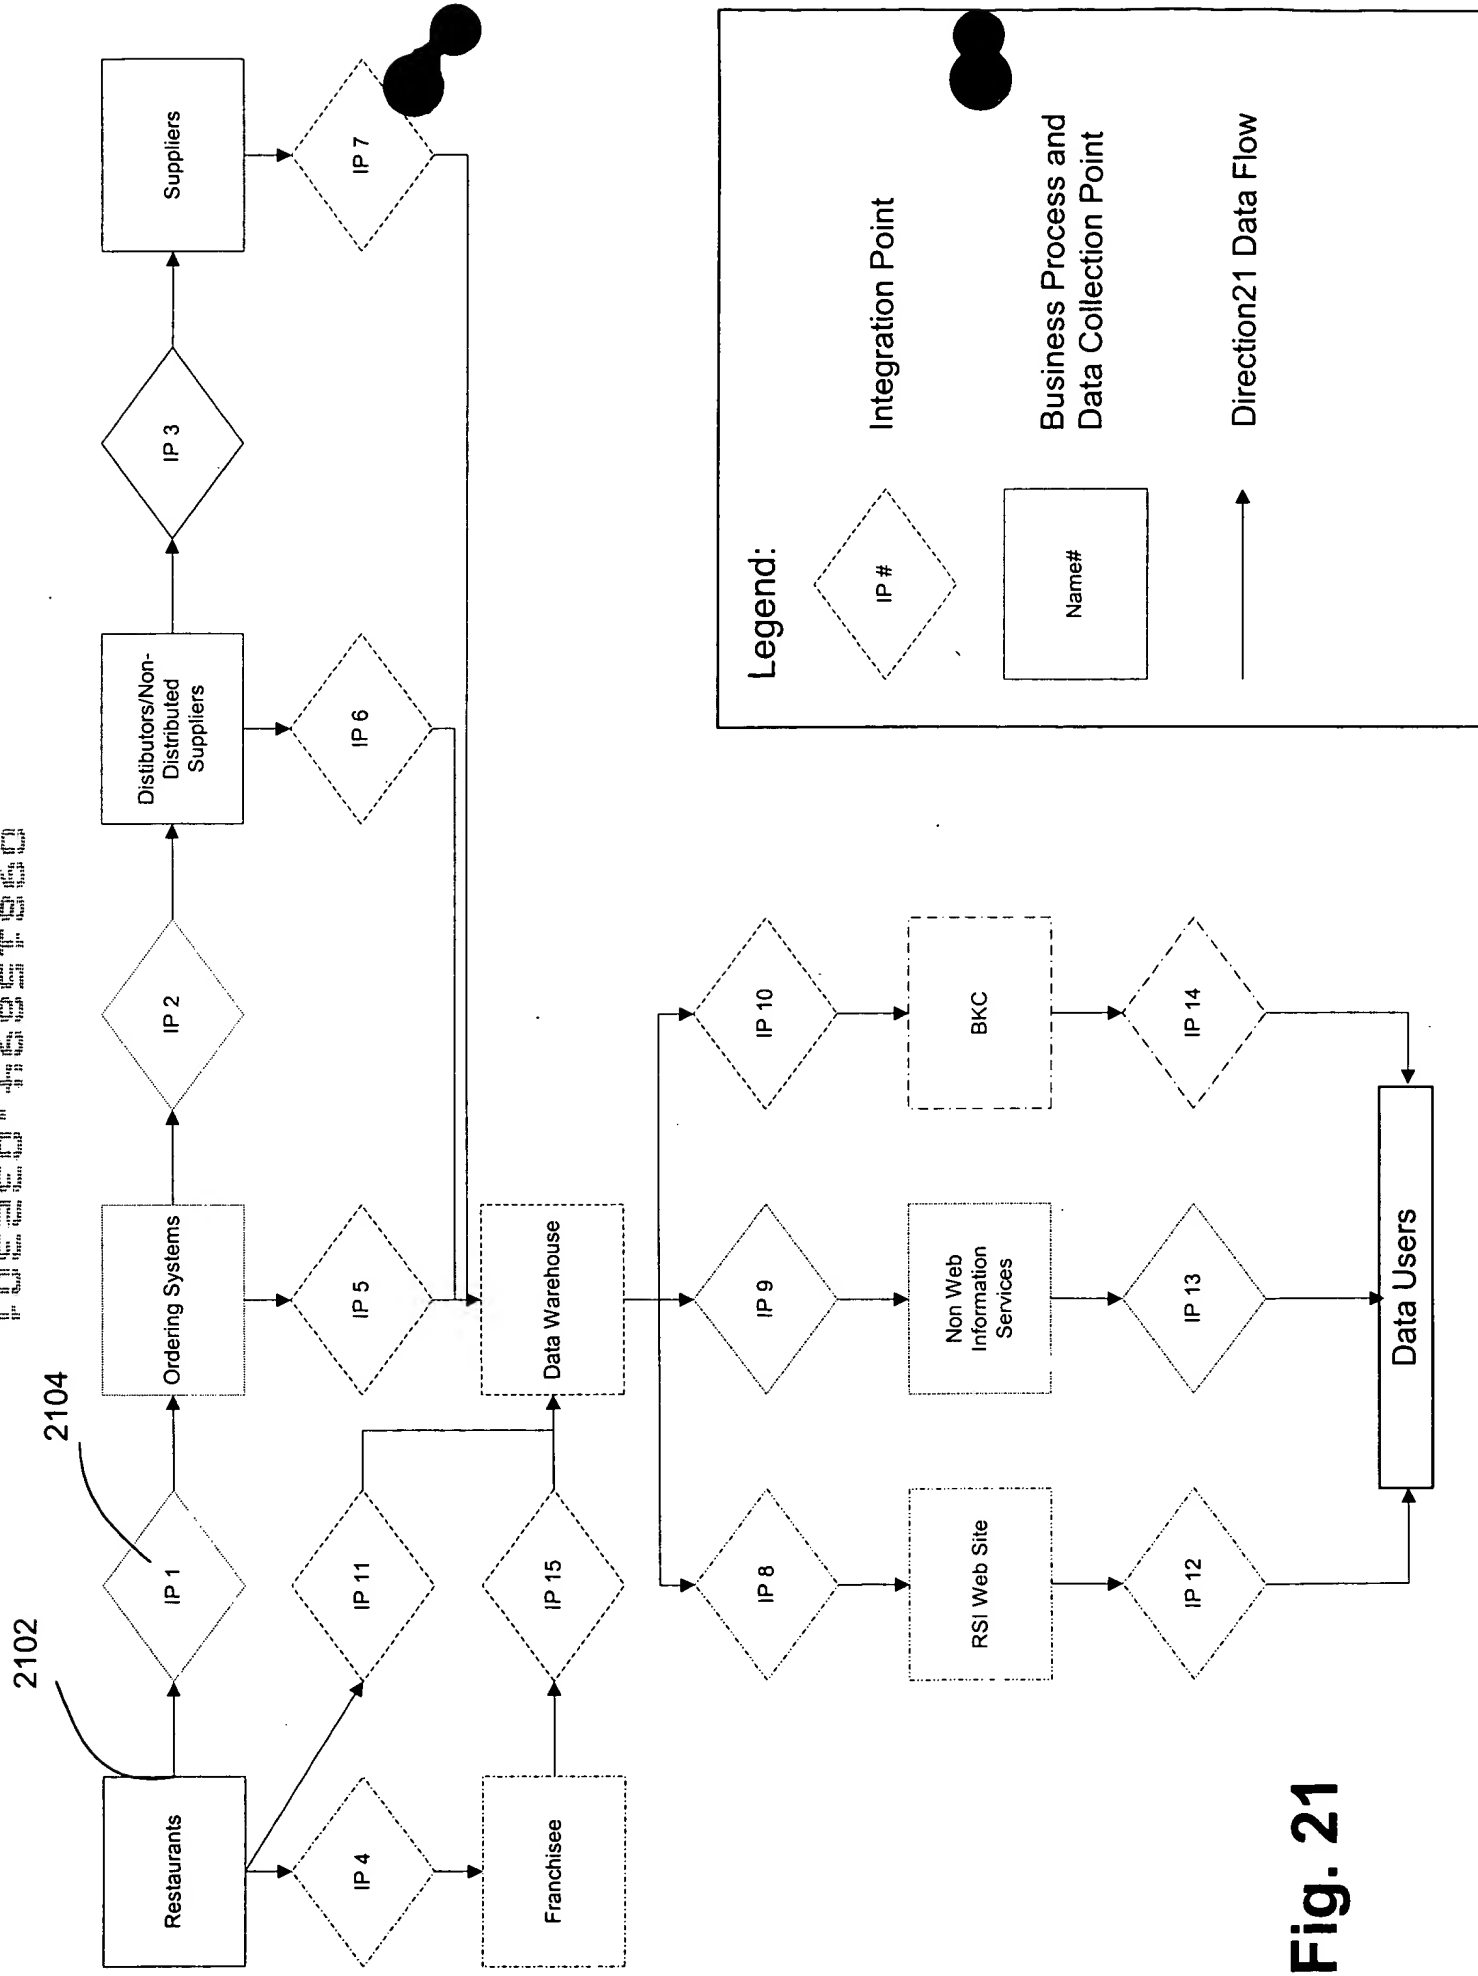 2102
2104
Restaurants
IP 1
Ordering Systems
IP 2
Distibutors/Non-
Distributed
Suppliers
IP 3
Suppliers
IP 4
IP 11
IP 5
IP 6
IP 7
Franchisee
IP 15
Data Warehouse
IP 8
IP 9
IP 10
RSI Web Site
Non Web
Information
Services
BKC
IP 12
IP 13
IP 14
Data Users
Legend:
IP #
Integration Point
Name#
Business Process and
Data Collection Point
Direction21 Data Flow
Fig. 21